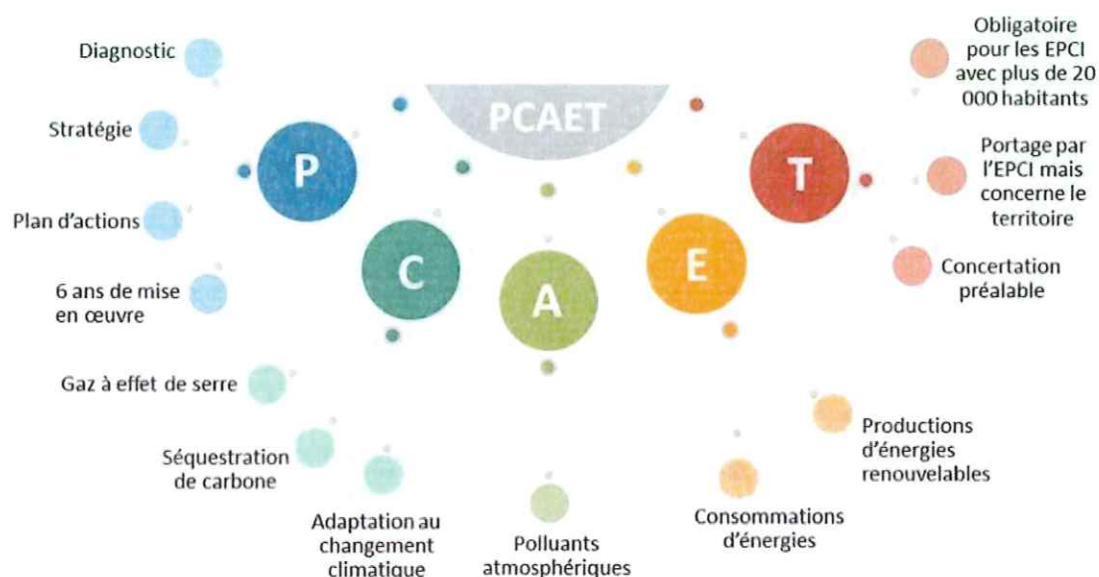 PCAET
P
Diagnostic
Stratégie
Plan d'actions
6 ans de mise
en œuvre
C
Gaz à effet de serre
Séquestration
de carbone
Adaptation au
changement
climatique
A
Polluants
atmosphériques
E
Consommations
d'énergies
Productions
d'énergies
renouvelables
T
Obligatoire
pour les EPCI
avec plus de 20
000 habitants
Portage par
l'EPCI mais
concerne le
territoire
Concertation
préalable